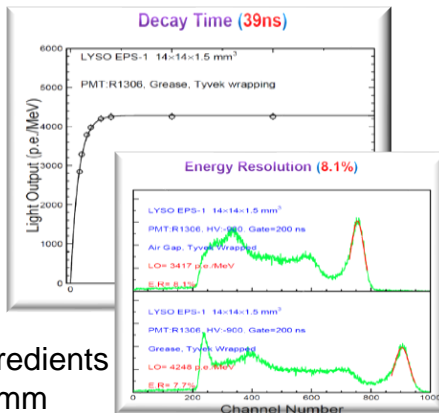 Decay Time (39ns)
6000
5000
4000
3000
2000
1000
0
0
Light Output (p.e./MeV)
LYSO EPS-1 14×14×1.5 mm³
PMT:R1306, Grease, Tyvek wrapping
Energy Resolution (8.1%)
LYSO EPS-1 14×14×1.5 mm³
PMT:R1306, HV:-900, Gate=200 ns
Air Gap, Tyvek Wrapped
LO= 3417 p.e./MeV
E.R= 8.1%
LYSO EPS-1 14×14×1.5 mm³
PMT:R1306, HV:-900, Gate=200 ns
Grease, Tyvek Wrapped
LO= 4248 p.e./MeV
E.R= 7.7%
0 200 400 600 800 1000
Channel Number
redients
mm